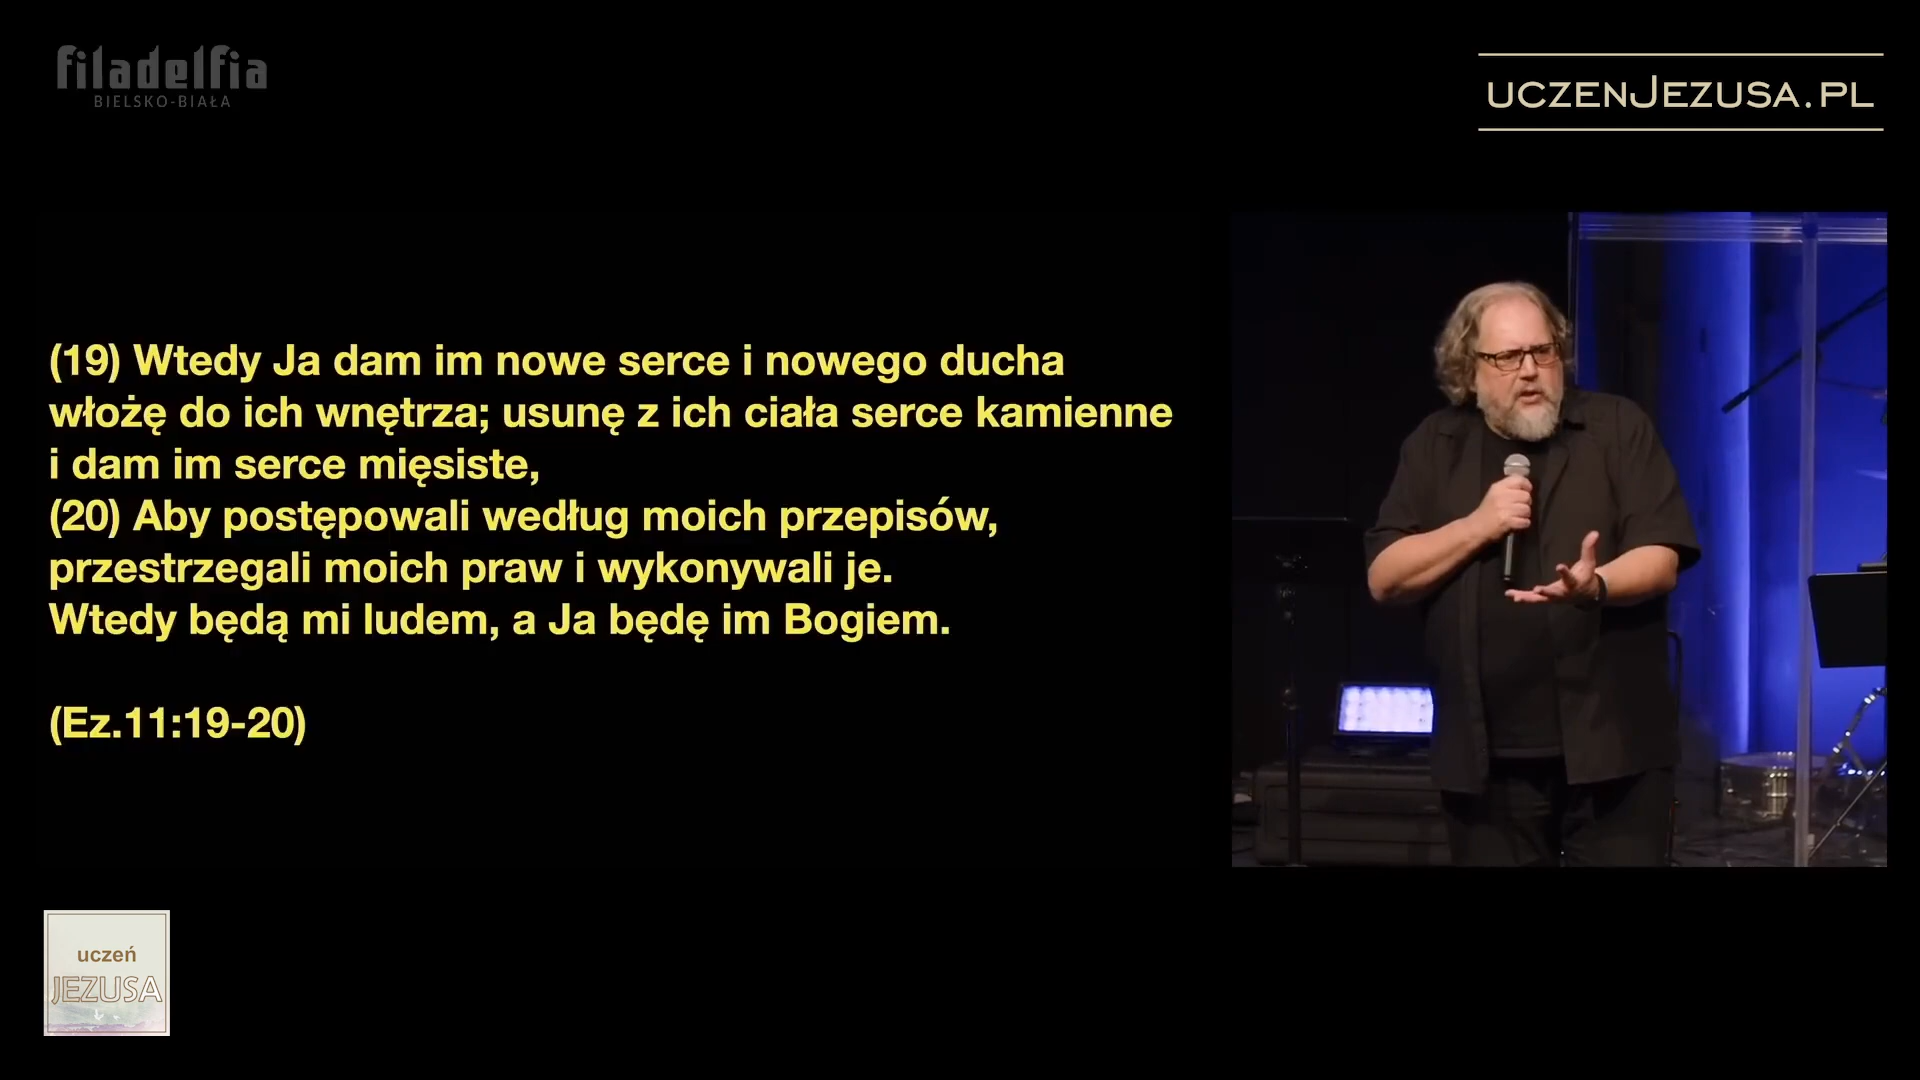 filadelfia
BIELSKO-BIAŁA
UCZENJEZUSA.PL
(19) Wtedy Ja dam im nowe serce i nowego ducha
włożę do ich wnętrza; usunę z ich ciała serce kamienne
i dam im serce mięsiste,
(20) Aby postępowali według moich przepisów,
przestrzegali moich praw i wykonywali je.
Wtedy będą mi ludem, a Ja będę im Bogiem.
(Ez.11:19-20)
uczeń
JEZUSA